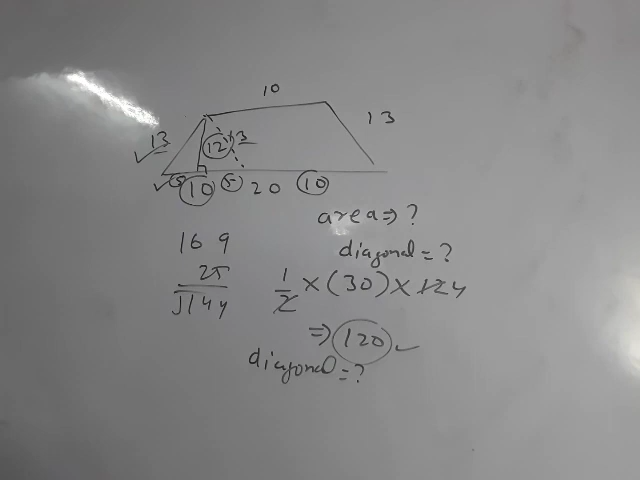 10
13
13
12
13
5 10 5 20 10
area => ?
diagonal = ?
169
25
√144
1/2 × (30) × 12
=> 120
diagonal = ?